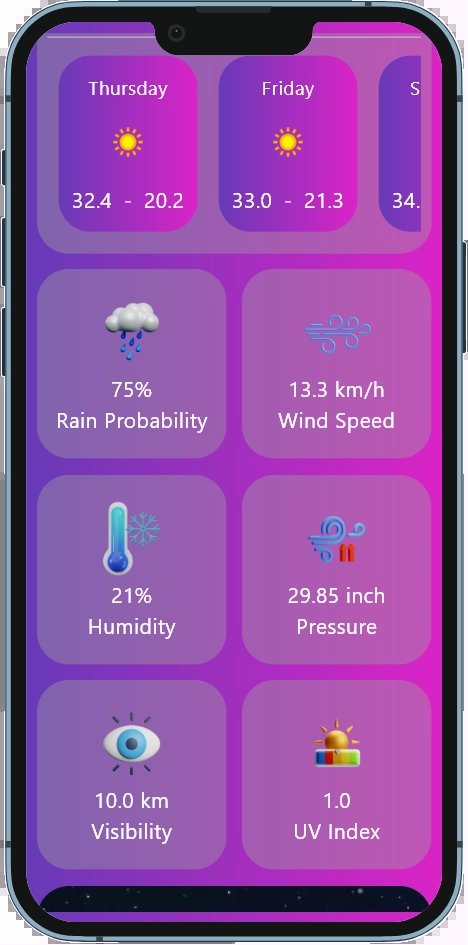 Thursday
Friday
S
32.4 - 20.2
33.0 - 21.3
34.
75%
Rain Probability
13.3 km/h
Wind Speed
21%
Humidity
29.85 inch
Pressure
10.0 km
Visibility
1.0
UV Index